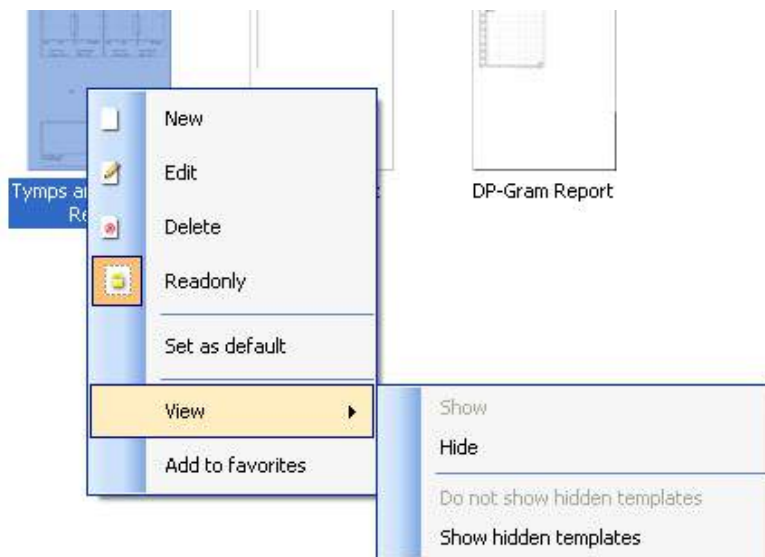 New
Edit
Tymps a
DP-Gram Report
Re
Delete
Readonly
Set as default
View
Show
Hide
Add to favorites
Do not show hidden templates
Show hidden templates